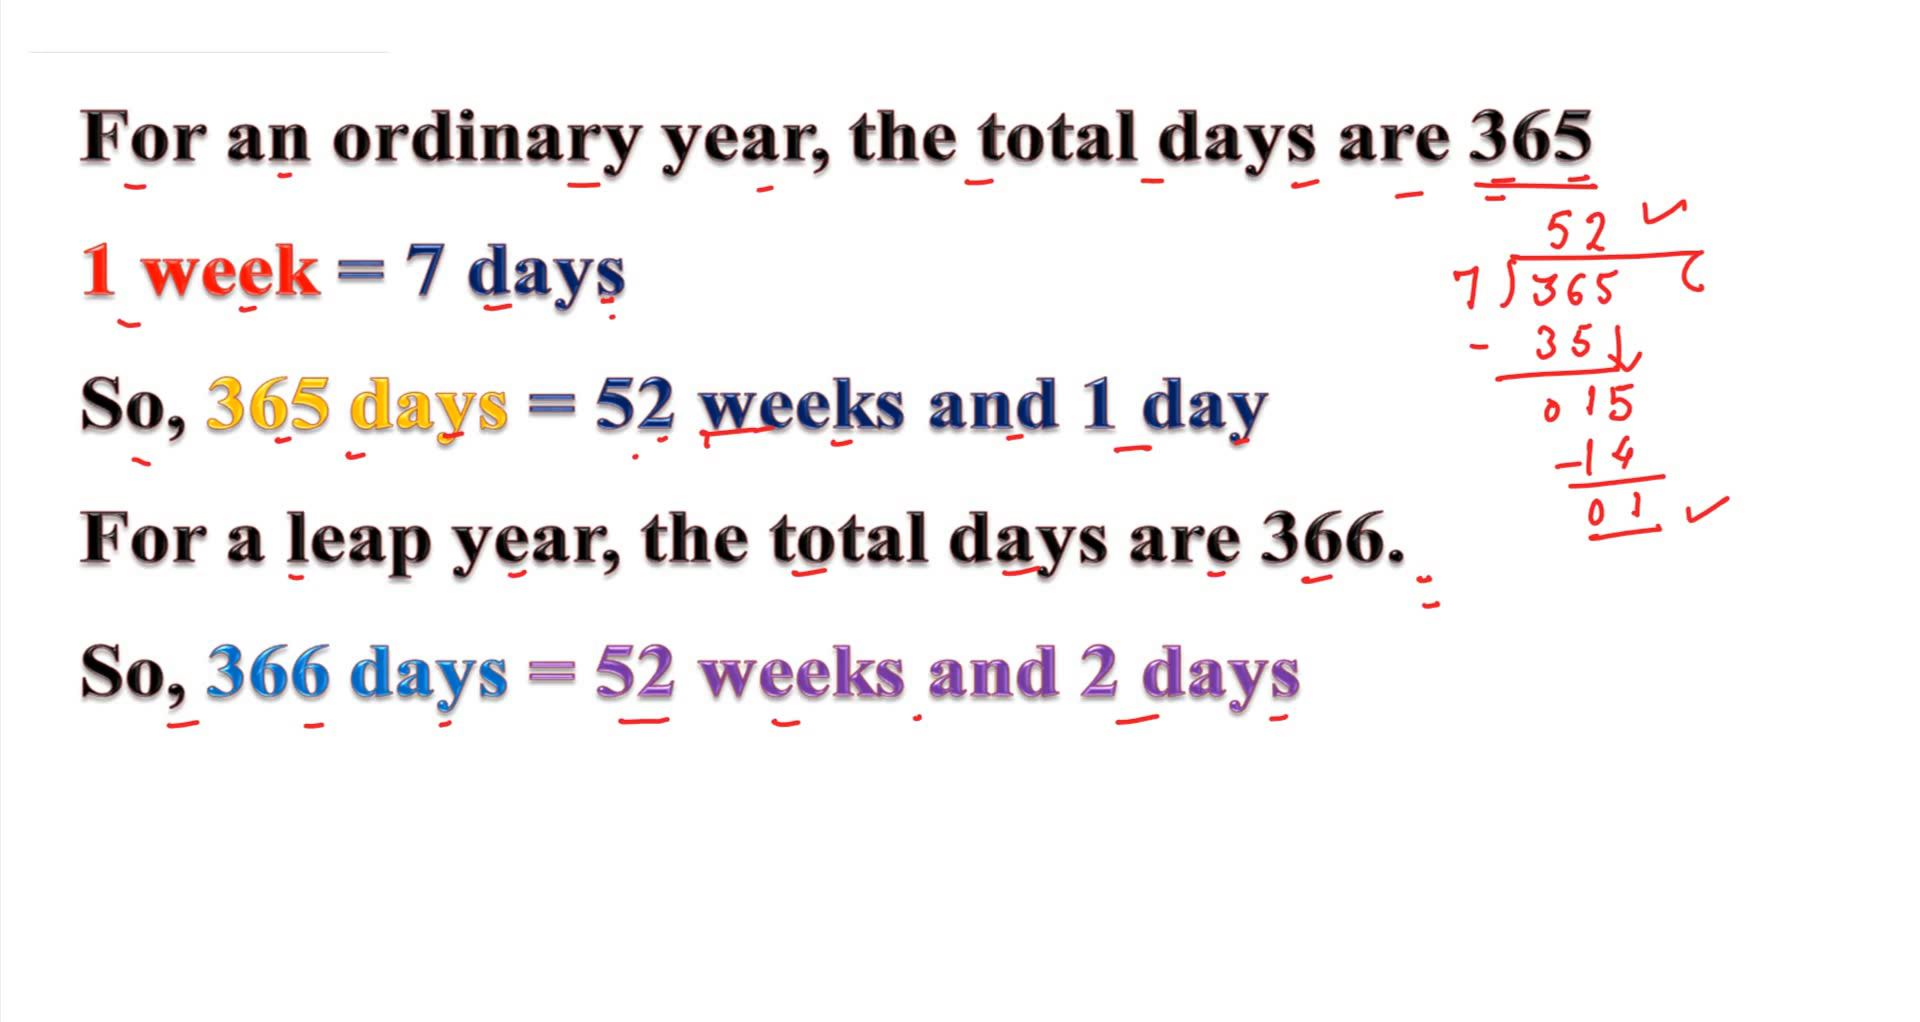 For an ordinary year, the total days are 365
52
1 week = 7 days
7 ) 365 (
- 35
So, 365 days = 52 weeks and 1 day
015
-14
For a leap year, the total days are 366.
01
So, 366 days = 52 weeks and 2 days